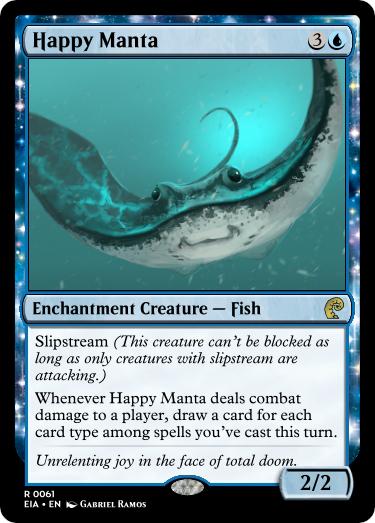 Happy Manta 3
Enchantment Creature — Fish
Slipstream (This creature can't be blocked as
long as only creatures with slipstream are
attacking.)
Whenever Happy Manta deals combat
damage to a player, draw a card for each
card type among spells you've cast this turn.
Unrelenting joy in the face of total doom.
2/2
R 0061
EIA • EN Gabriel Ramos